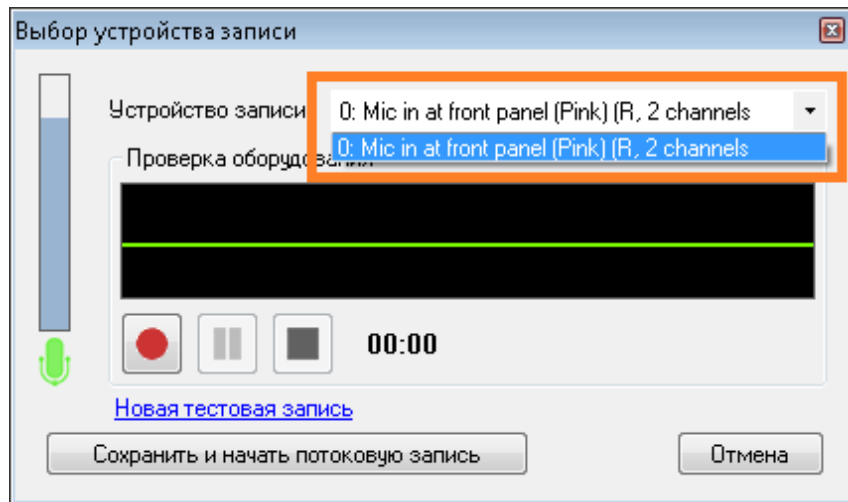 Выбор устройства записи
Устройство записи
0: Mic in at front panel (Pink) (R, 2 channels
0: Mic in at front panel (Pink) (R, 2 channels
Проверка оборудования
00:00
Новая тестовая запись
Сохранить и начать потоковую запись
Отмена